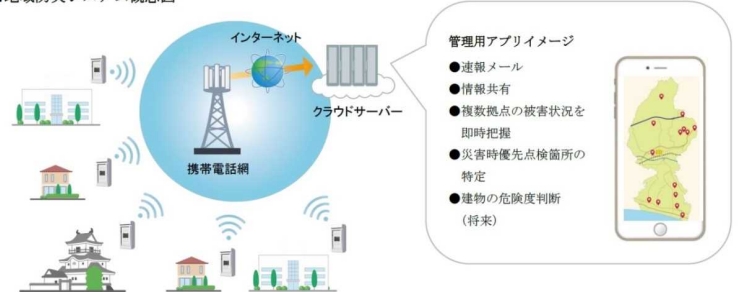 インターネット
クラウドサーバー
携帯電話網
管理用アプリイメージ
●速報メール
●情報共有
●複数拠点の被害状況を
即時把握
●災害時優先点検箇所の
特定
●建物の危険度判断
(将来)